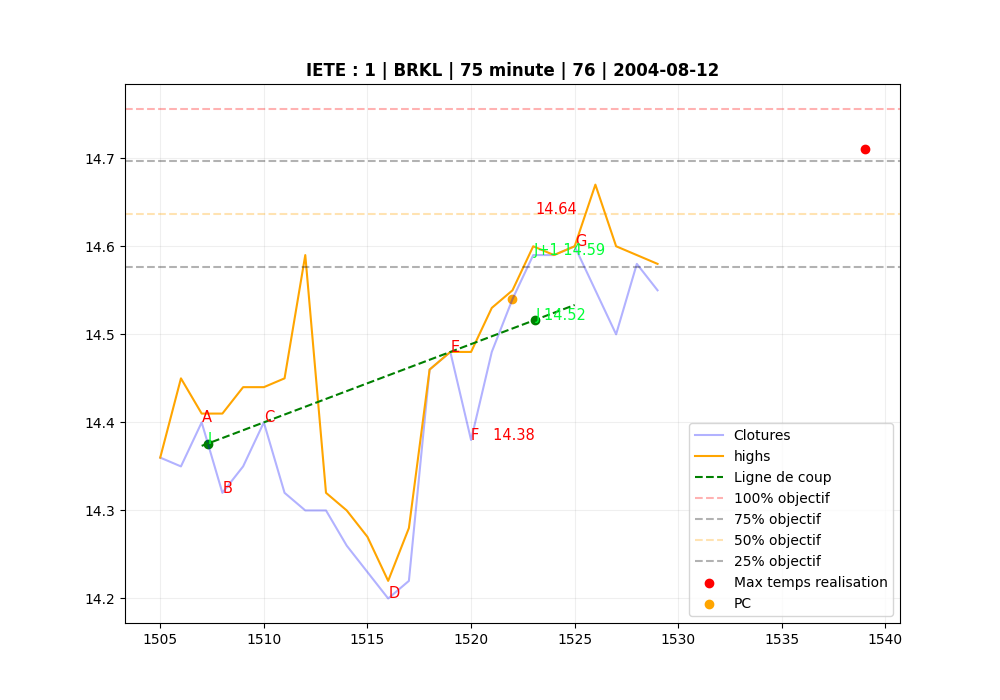 IETE : 1 | BRKL | 75 minute | 76 | 2004-08-12
14.7
14.6
14.5
14.4
14.3
14.2
14.64
G
J+1 14.59
J 14.52
E
A
C
F 14.38
J
B
D
Clotures
highs
Ligne de coup
100% objectif
75% objectif
50% objectif
25% objectif
Max temps realisation
PC
1505 1510 1515 1520 1525 1530 1535 1540